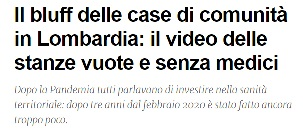 Il bluff delle case di comunità
in Lombardia: il video delle
stanze vuote e senza medici
Dopo la Pandemia tutti parlavano di investire nella sanità
territoriale: dopo tre anni dal febbraio 2020 è stato fatto ancora
troppo poco.